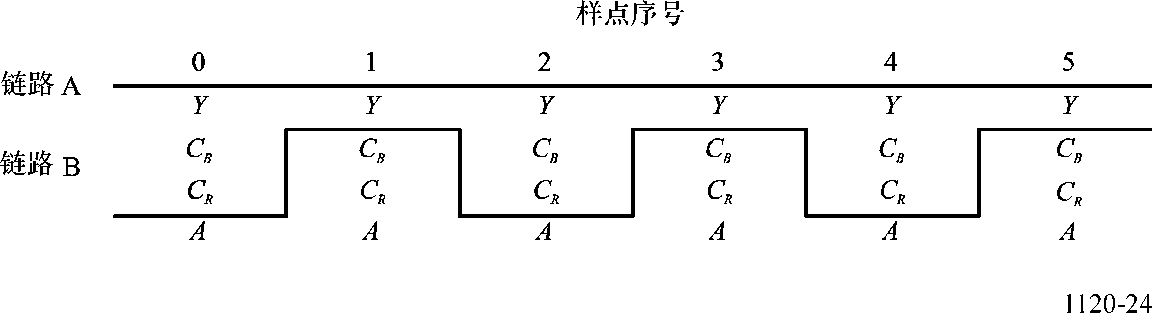 样点序号
0 1 2 3 4 5
链路 A
Y Y Y Y Y Y
链路 B
C_B C_B C_B C_B C_B C_B
C_R C_R C_R C_R C_R C_R
A A A A A A
1120-24